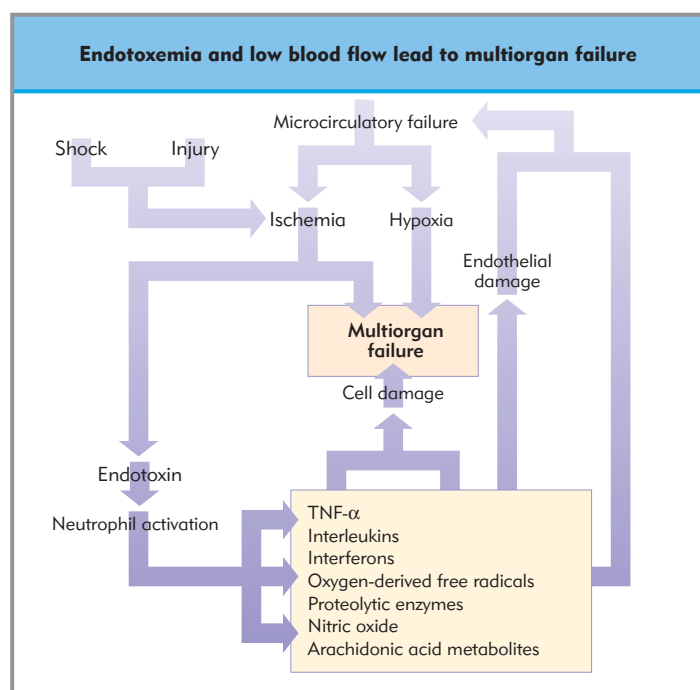 Endotoxemia and low blood flow lead to multiorgan failure
Microcirculatory failure
Shock
Injury
Ischemia
Hypoxia
Endothelial
damage
Multiorgan
failure
Cell damage
Endotoxin
Neutrophil activation
TNF-α
Interleukins
Interferons
Oxygen-derived free radicals
Proteolytic enzymes
Nitric oxide
Arachidonic acid metabolites